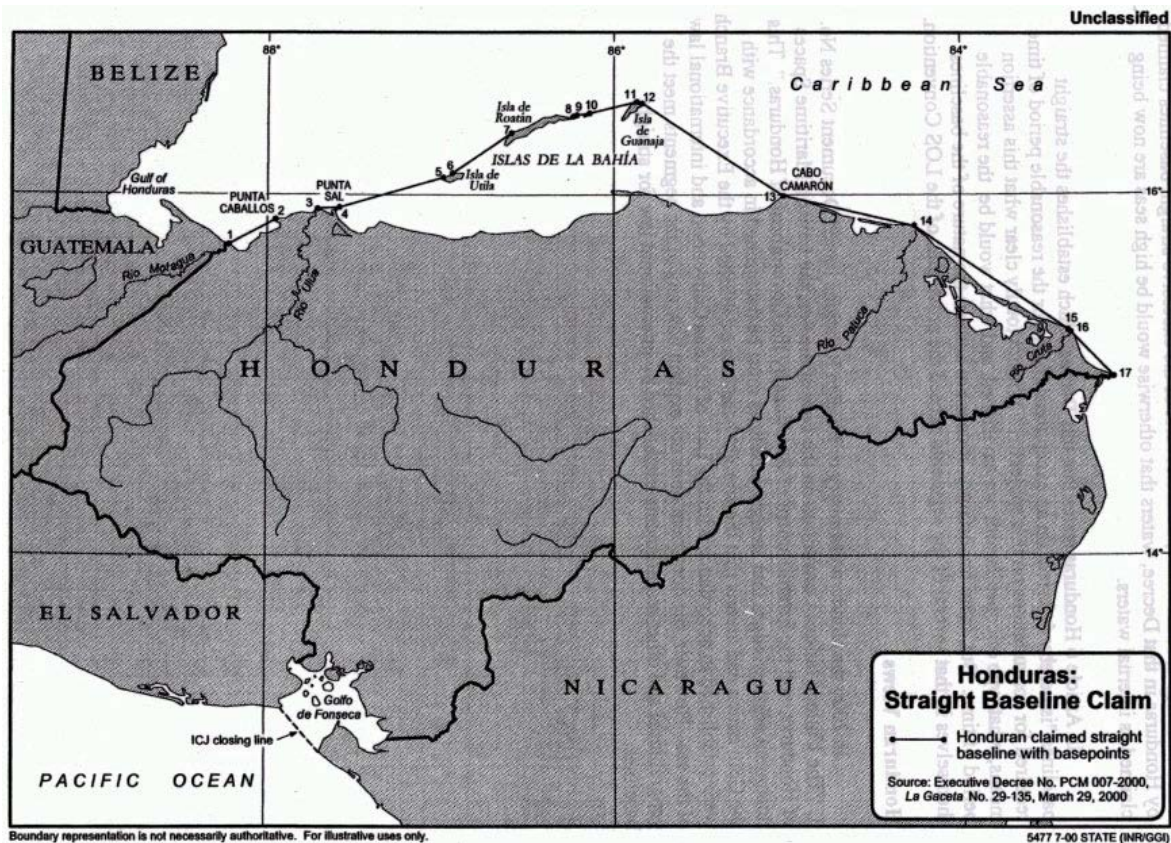 Unclassified
88°
86°
84°
BELIZE
Caribbean Sea
Gulf of
Honduras
PUNTA
CABALLOS
PUNTA
SAL
Isla de
Roatán
ISLAS DE LA BAHÍA
Isla de
Utila
Isla
de
Guanaja
CABO
CAMARÓN
1
2
3
4
5
6
7
8
9
10
11
12
13
14
15
16
17
16°
14°
GUATEMALA
Río Motagua
Río Ulua
Río Patuca
Río Cruta
HONDURAS
EL SALVADOR
NICARAGUA
Golfo
de Fonseca
ICJ closing line
PACIFIC OCEAN
Honduras:
Straight Baseline Claim
Honduran claimed straight
baseline with basepoints
Source: Executive Decree No. PCM 007-2000,
La Gaceta No. 29-135, March 29, 2000
Boundary representation is not necessarily authoritative. For illustrative uses only.
5477 7-00 STATE (INR/GGI)